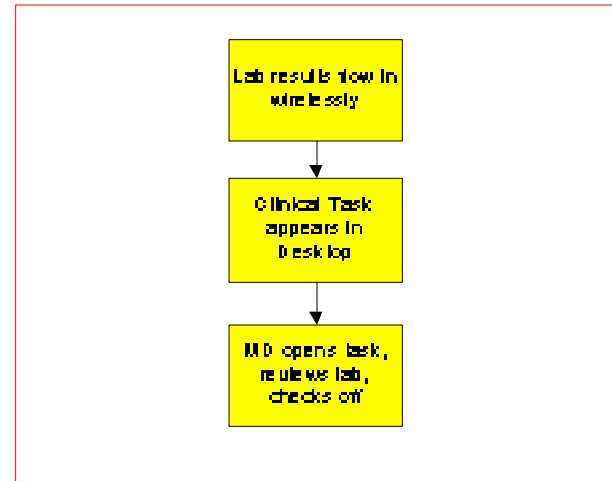 Lab results flow in
wirelessly
Clinical Task
appears in
Desktop
MD opens task,
reviews lab,
checks off